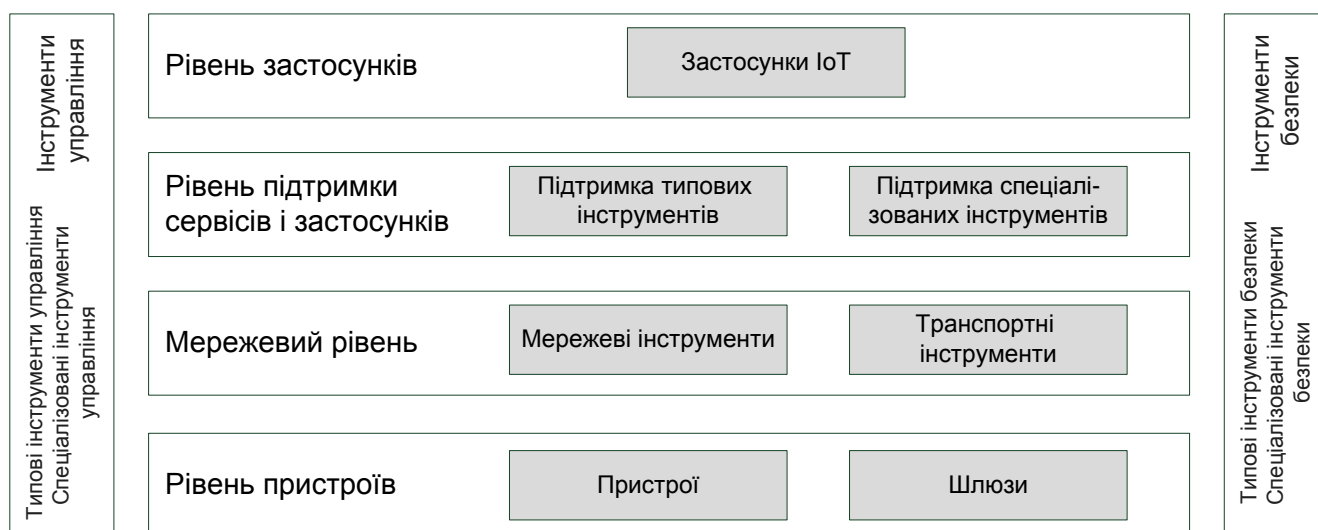 Інструменти
управління
Типові інструменти управління
Спеціалізовані інструменти
управління
Рівень застосунків
Застосунки IoT
Рівень підтримки
сервісів і застосунків
Підтримка типових
інструментів
Підтримка спеціалі-
зованих інструментів
Мережевий рівень
Мережеві інструменти
Транспортні
інструменти
Рівень пристроїв
Пристрої
Шлюзи
Інструменти
безпеки
Типові інструменти безпеки
Спеціалізовані інструменти
безпеки